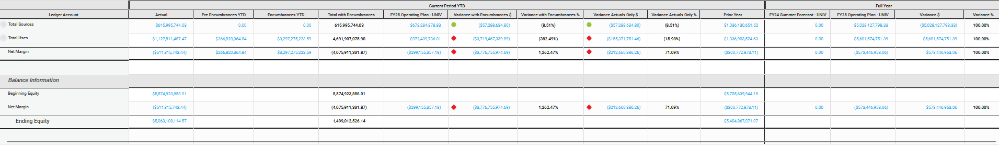 Current Period YTD Full Year
Ledger Account Actual Pre Encumbrances YTD Encumbrances YTD Total with Encumbrances FY25 Operating Plan - UNIV Variance with Encumbrances $ Variance with Encumbrances % Variance Actuals Only $ Variance Actuals Only % Prior Year FY24 Summer Forecast - UNIV FY25 Operating Plan - UNIV Variance $ Variance %
Total Sources $615,995,744.03 0.00 0.00 615,995,744.03 $673,284,378.83 ($57,288,634.80) (8.51%) ($57,288,634.80) (8.51%) $1,036,130,651.52 0.00 $5,028,127,798.33 ($5,028,127,798.33) 100.00%
Total Uses $1,127,811,487.47 $266,820,364.84 $3,297,275,223.59 4,691,907,075.90 $972,439,736.01 ($3,719,467,339.89) (382.49%) ($155,371,751.46) (15.98%) $1,336,903,524.63 0.00 $5,601,574,751.39 $5,601,574,751.39 100.00%
Net Margin ($511,815,743.44) $266,820,364.84 $3,297,275,223.59 (4,075,911,331.87) ($299,155,357.18) ($3,776,755,974.69) 1,262.47% ($212,660,386.26) 71.09% ($300,772,873.11) 0.00 ($573,446,953.06) $573,446,953.06 100.00%
Balance Information
Beginning Equity $5,574,923,858.01 5,574,923,858.01 $5,705,639,944.18
Net Margin ($511,815,743.44) (4,075,911,331.87) ($299,155,357.18) ($3,776,755,974.69) 1,262.47% ($212,660,386.26) 71.09% ($300,772,873.11) 0.00 ($573,446,953.06) $573,446,953.06 100.00%
Ending Equity $5,063,108,114.57 1,499,012,526.14 $5,404,867,071.07